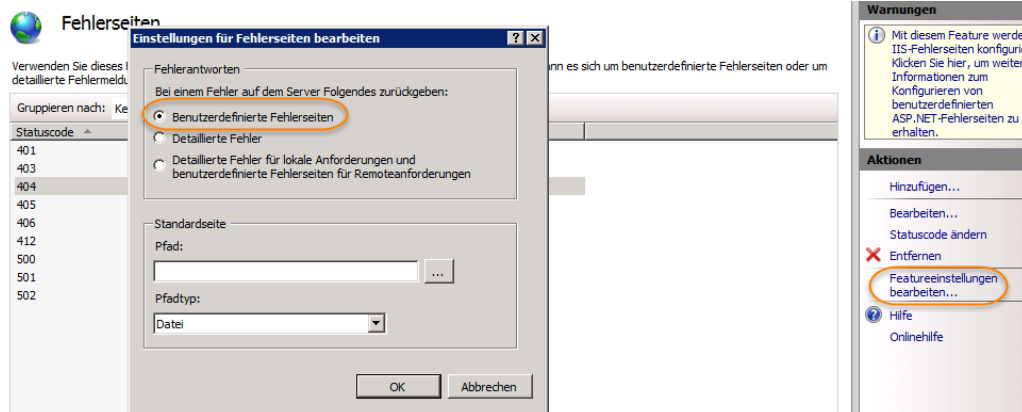 Fehlerseiten
Verwenden Sie dieses
detaillierte Fehlermeldu
nn es sich um benutzerdefinierte Fehlerseiten oder um
Gruppieren nach: Ke
Statuscode
401
403
404
405
406
412
500
501
502
Einstellungen für Fehlerseiten bearbeiten
Fehlerantworten
Bei einem Fehler auf dem Server Folgendes zurückgeben:
Benutzerdefinierte Fehlerseiten
Detaillierte Fehler
Detaillierte Fehler für lokale Anforderungen und
benutzerdefinierte Fehlerseiten für Remoteanforderungen
Standardseite
Pfad:
...
Pfadtyp:
Datei
OK Abbrechen
Warnungen
Mit diesem Feature werde
IIS-Fehlerseiten konfiguri
Klicken Sie hier, um weiter
Informationen zum
Konfigurieren von
benutzerdefinierten
ASP.NET-Fehlerseiten zu
erhalten.
Aktionen
Hinzufügen...
Bearbeiten...
Statuscode ändern
Entfernen
Featureeinstellungen
bearbeiten...
Hilfe
Onlinehilfe